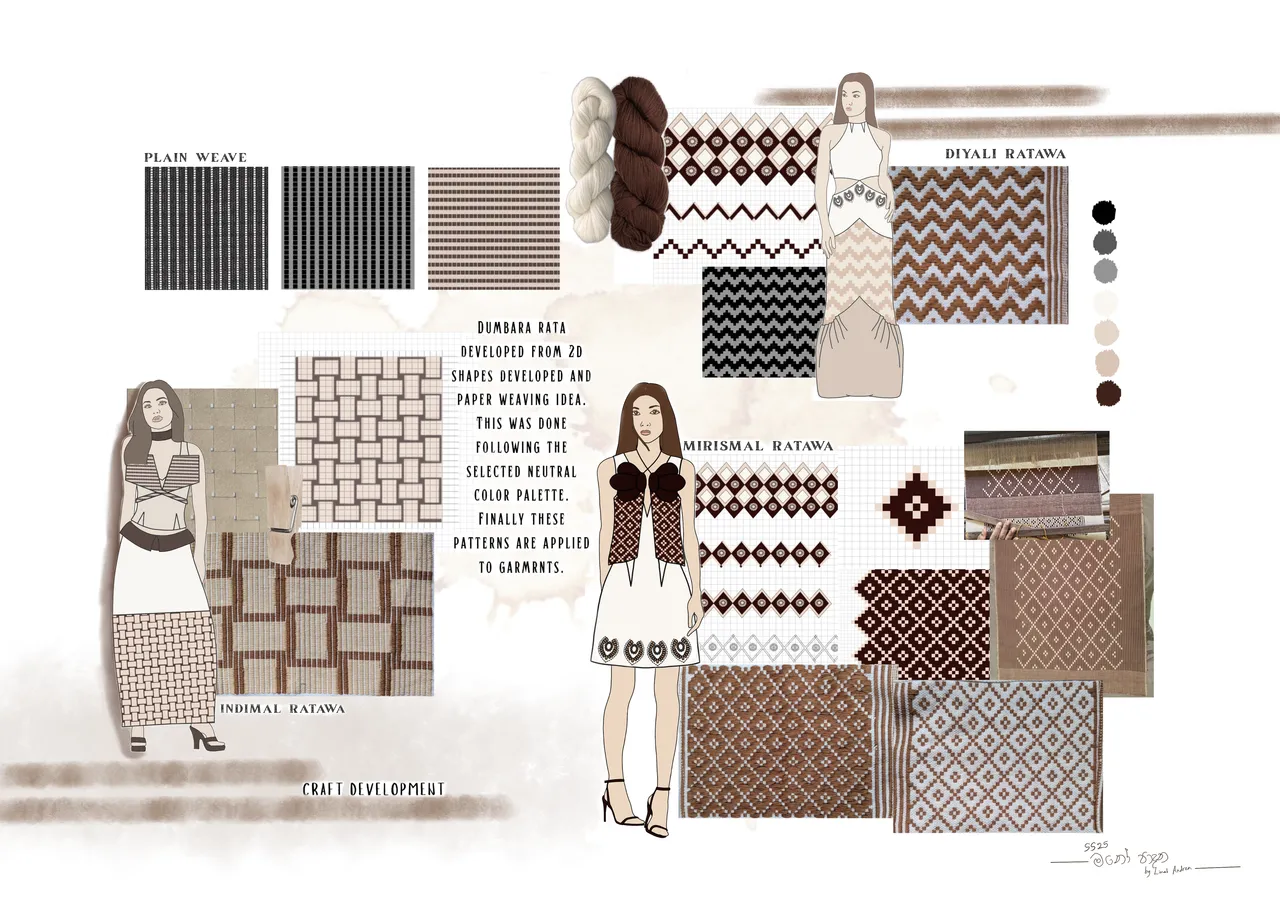 PLAIN WEAVE
DIYALI RATAWA
DUMBARA RATA
DEVELOPED FROM 2D
SHAPES DEVELOPED AND
PAPER WEAVING IDEA.
THIS WAS DONE
FOLLOWING THE
SELECTED NEUTRAL
COLOR PALETTE.
FINALLY THESE
PATTERNS ARE APPLIED
TO GARMRNTS.
MIRISMAL RATAWA
INDIMAL RATAWA
CRAFT DEVELOPMENT
SS25
by